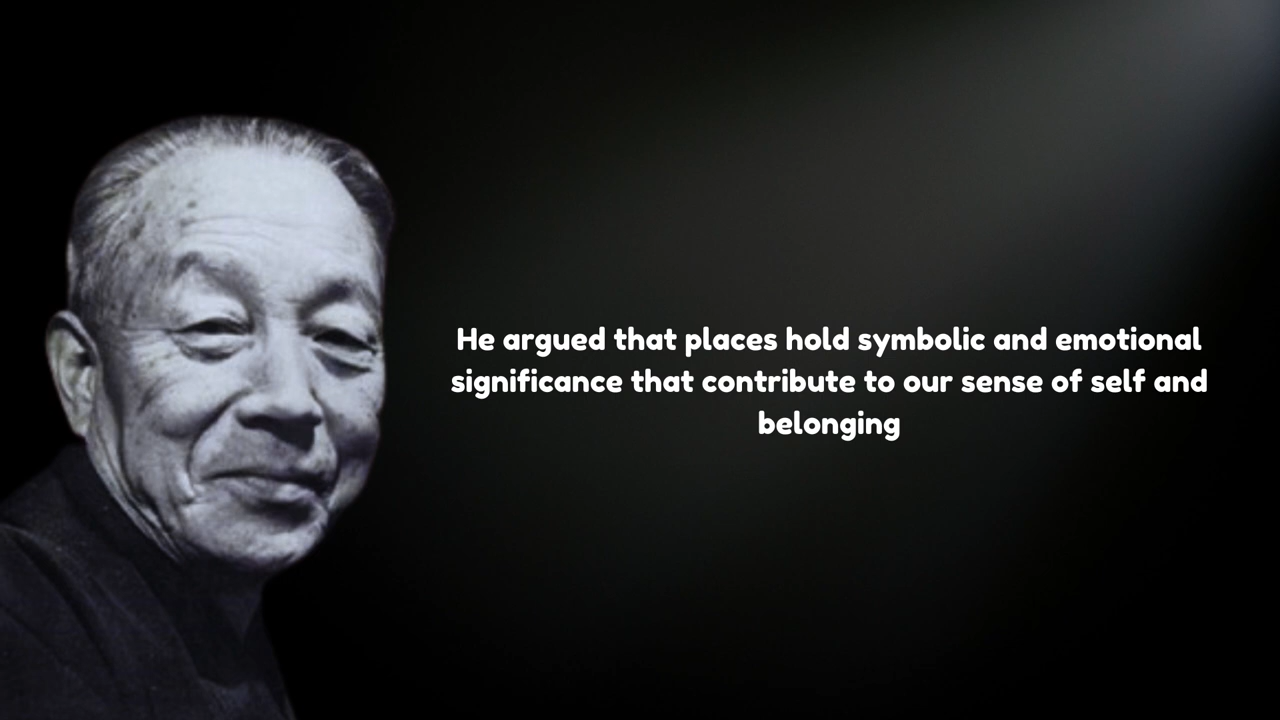 He argued that places hold symbolic and emotional
significance that contribute to our sense of self and
belonging